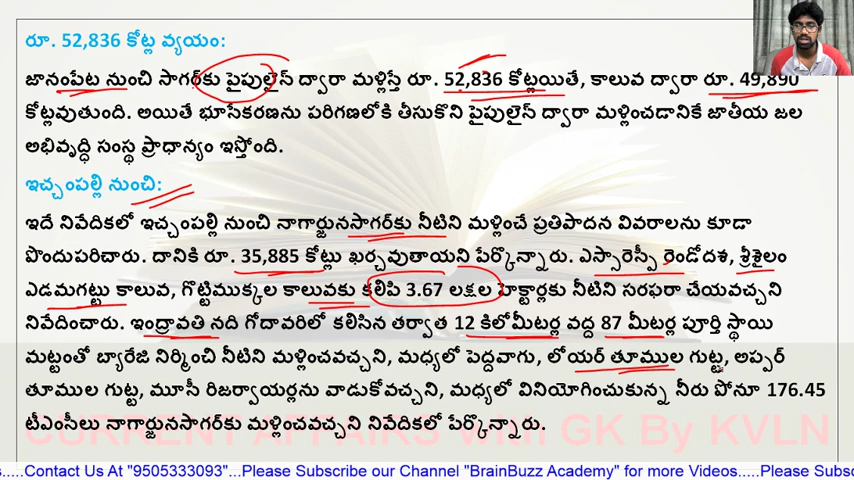 రూ. 52,836 కోట్ల వ్యయం:
జానంపేట నుంచి సాగర్‌కు పైపులైన్ ద్వారా మళ్లిస్తే రూ. 52,836 కోట్లయితే, కాలువ ద్వారా రూ. 49,890
కోట్లవుతుంది. అయితే భూసేకరణను పరిగణలోకి తీసుకొని పైపులైన్ ద్వారా మళ్లించడానికే జాతీయ జల
అభివృద్ధి సంస్థ ప్రాధాన్యం ఇస్తోంది.
ఇచ్చంపల్లి నుంచి:
ఇదే నివేదికలో ఇచ్చంపల్లి నుంచి నాగార్జునసాగర్‌కు నీటిని మళ్లించే ప్రతిపాదన వివరాలను కూడా
పొందుపరిచారు. దానికి రూ. 35,885 కోట్లు ఖర్చవుతాయని పేర్కొన్నారు. ఎస్సారెస్పీ రెండోదశ, శ్రీశైలం
ఎడమగట్టు కాలువ, గొట్టిముక్కల కాలువకు కలిపి 3.67 లక్షల హెక్టార్లకు నీటిని సరఫరా చేయవచ్చని
నివేదించారు. ఇంద్రావతి నది గోదావరిలో కలిసిన తర్వాత 12 కిలోమీటర్ల వద్ద 87 మీటర్ల పూర్తి స్థాయి
మట్టంతో బ్యారేజి నిర్మించి నీటిని మళ్లించవచ్చని, మధ్యలో పెద్దవాగు, లోయర్ తూముల గుట్ట, అప్పర్
తూముల గుట్ట, మూసీ రిజర్వాయర్లను వాడుకోవచ్చని, మధ్యలో వినియోగించుకున్న నీరు పోనూ 176.45
టీఎంసీలు నాగార్జునసాగర్‌కు మళ్లించవచ్చని నివేదికలో పేర్కొన్నారు.
CURRENT AFFAIRS with GK By KVLN
s.....Contact Us At "9505333093"...Please Subscribe our Channel "BrainBuzz Academy" for more Videos.....Please Subsc